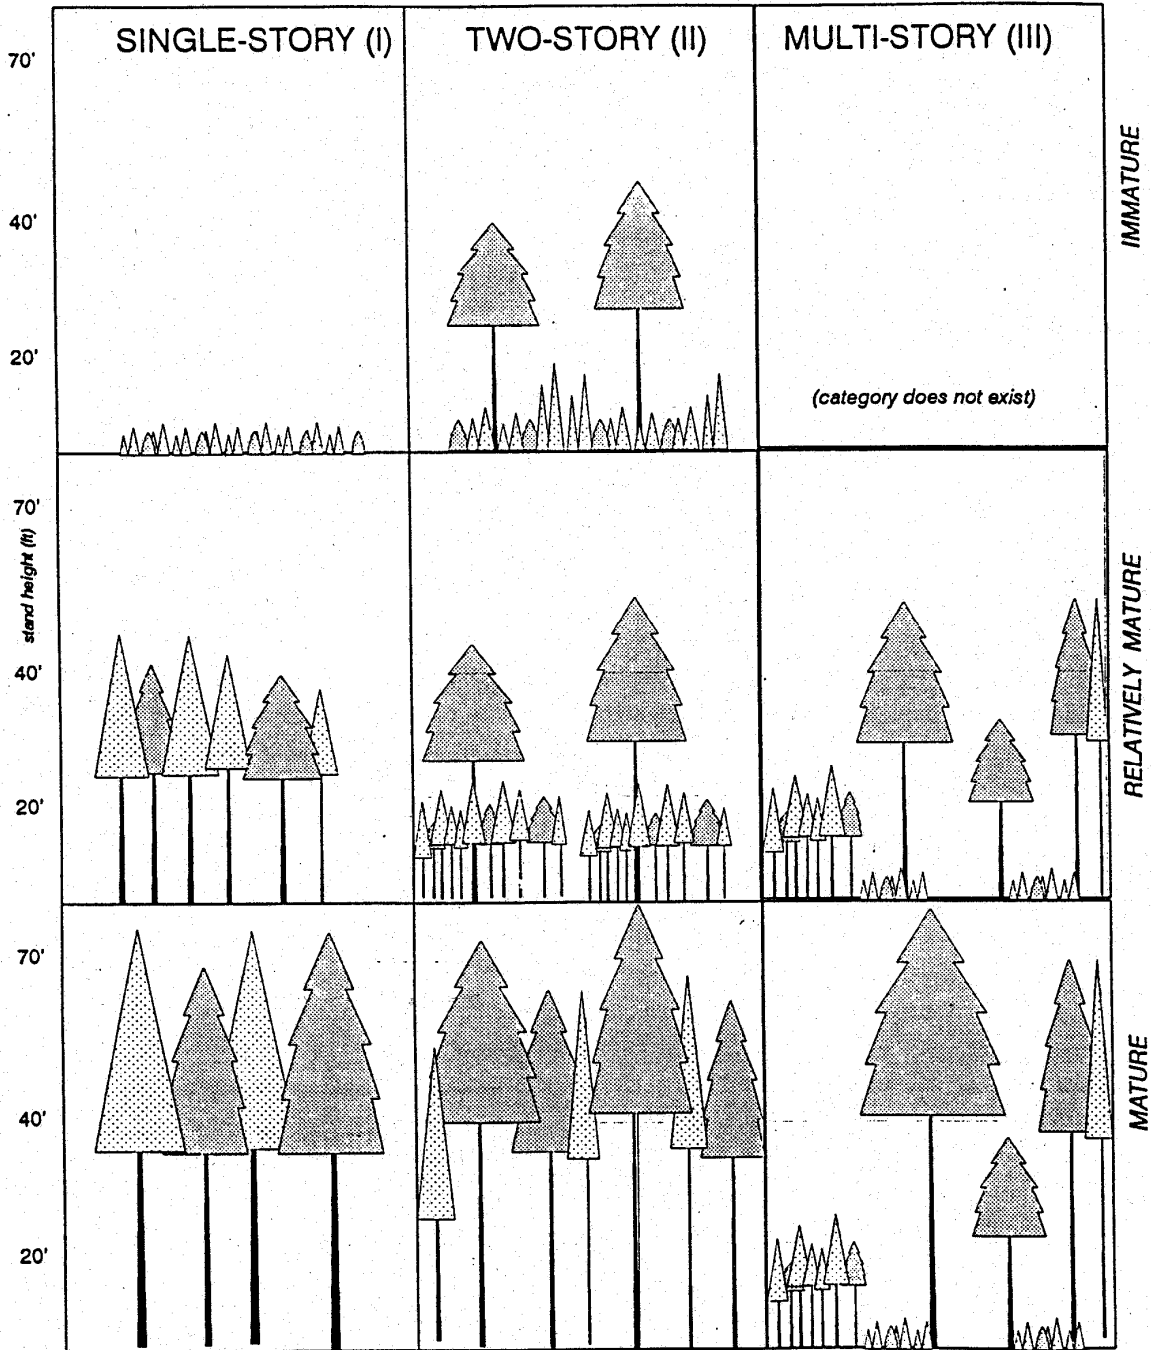 SINGLE-STORY (I)
TWO-STORY (II)
MULTI-STORY (III)
70'
40'
20'
(category does not exist)
IMMATURE
70'
stand height (ft)
40'
20'
RELATIVELY MATURE
70'
40'
20'
MATURE